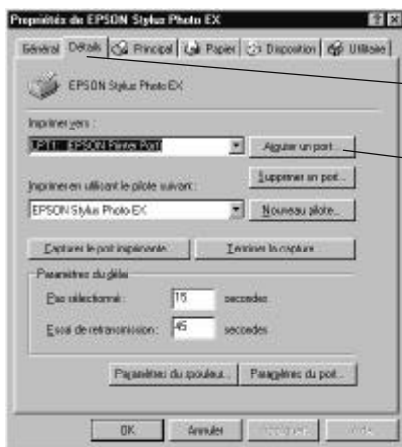 Propriétés de EPSON Stylus Photo EX
Général Détails Principal Papier Disposition Utilitaire
EPSON Stylus Photo EX
Imprimer vers :
LPT1: EPSON Printer Port
Ajouter un port...
Supprimer un port...
Imprimer en utilisant le pilote suivant :
EPSON Stylus Photo EX
Nouveau pilote...
Capturer le port imprimante...
Terminer la capture...
Paramètres du délai
Pas sélectionné : 15 secondes
Essai de retransmission : 45 secondes
Paramètres du spouleur... Paramètres du port...
OK Annuler Appliquer Aide